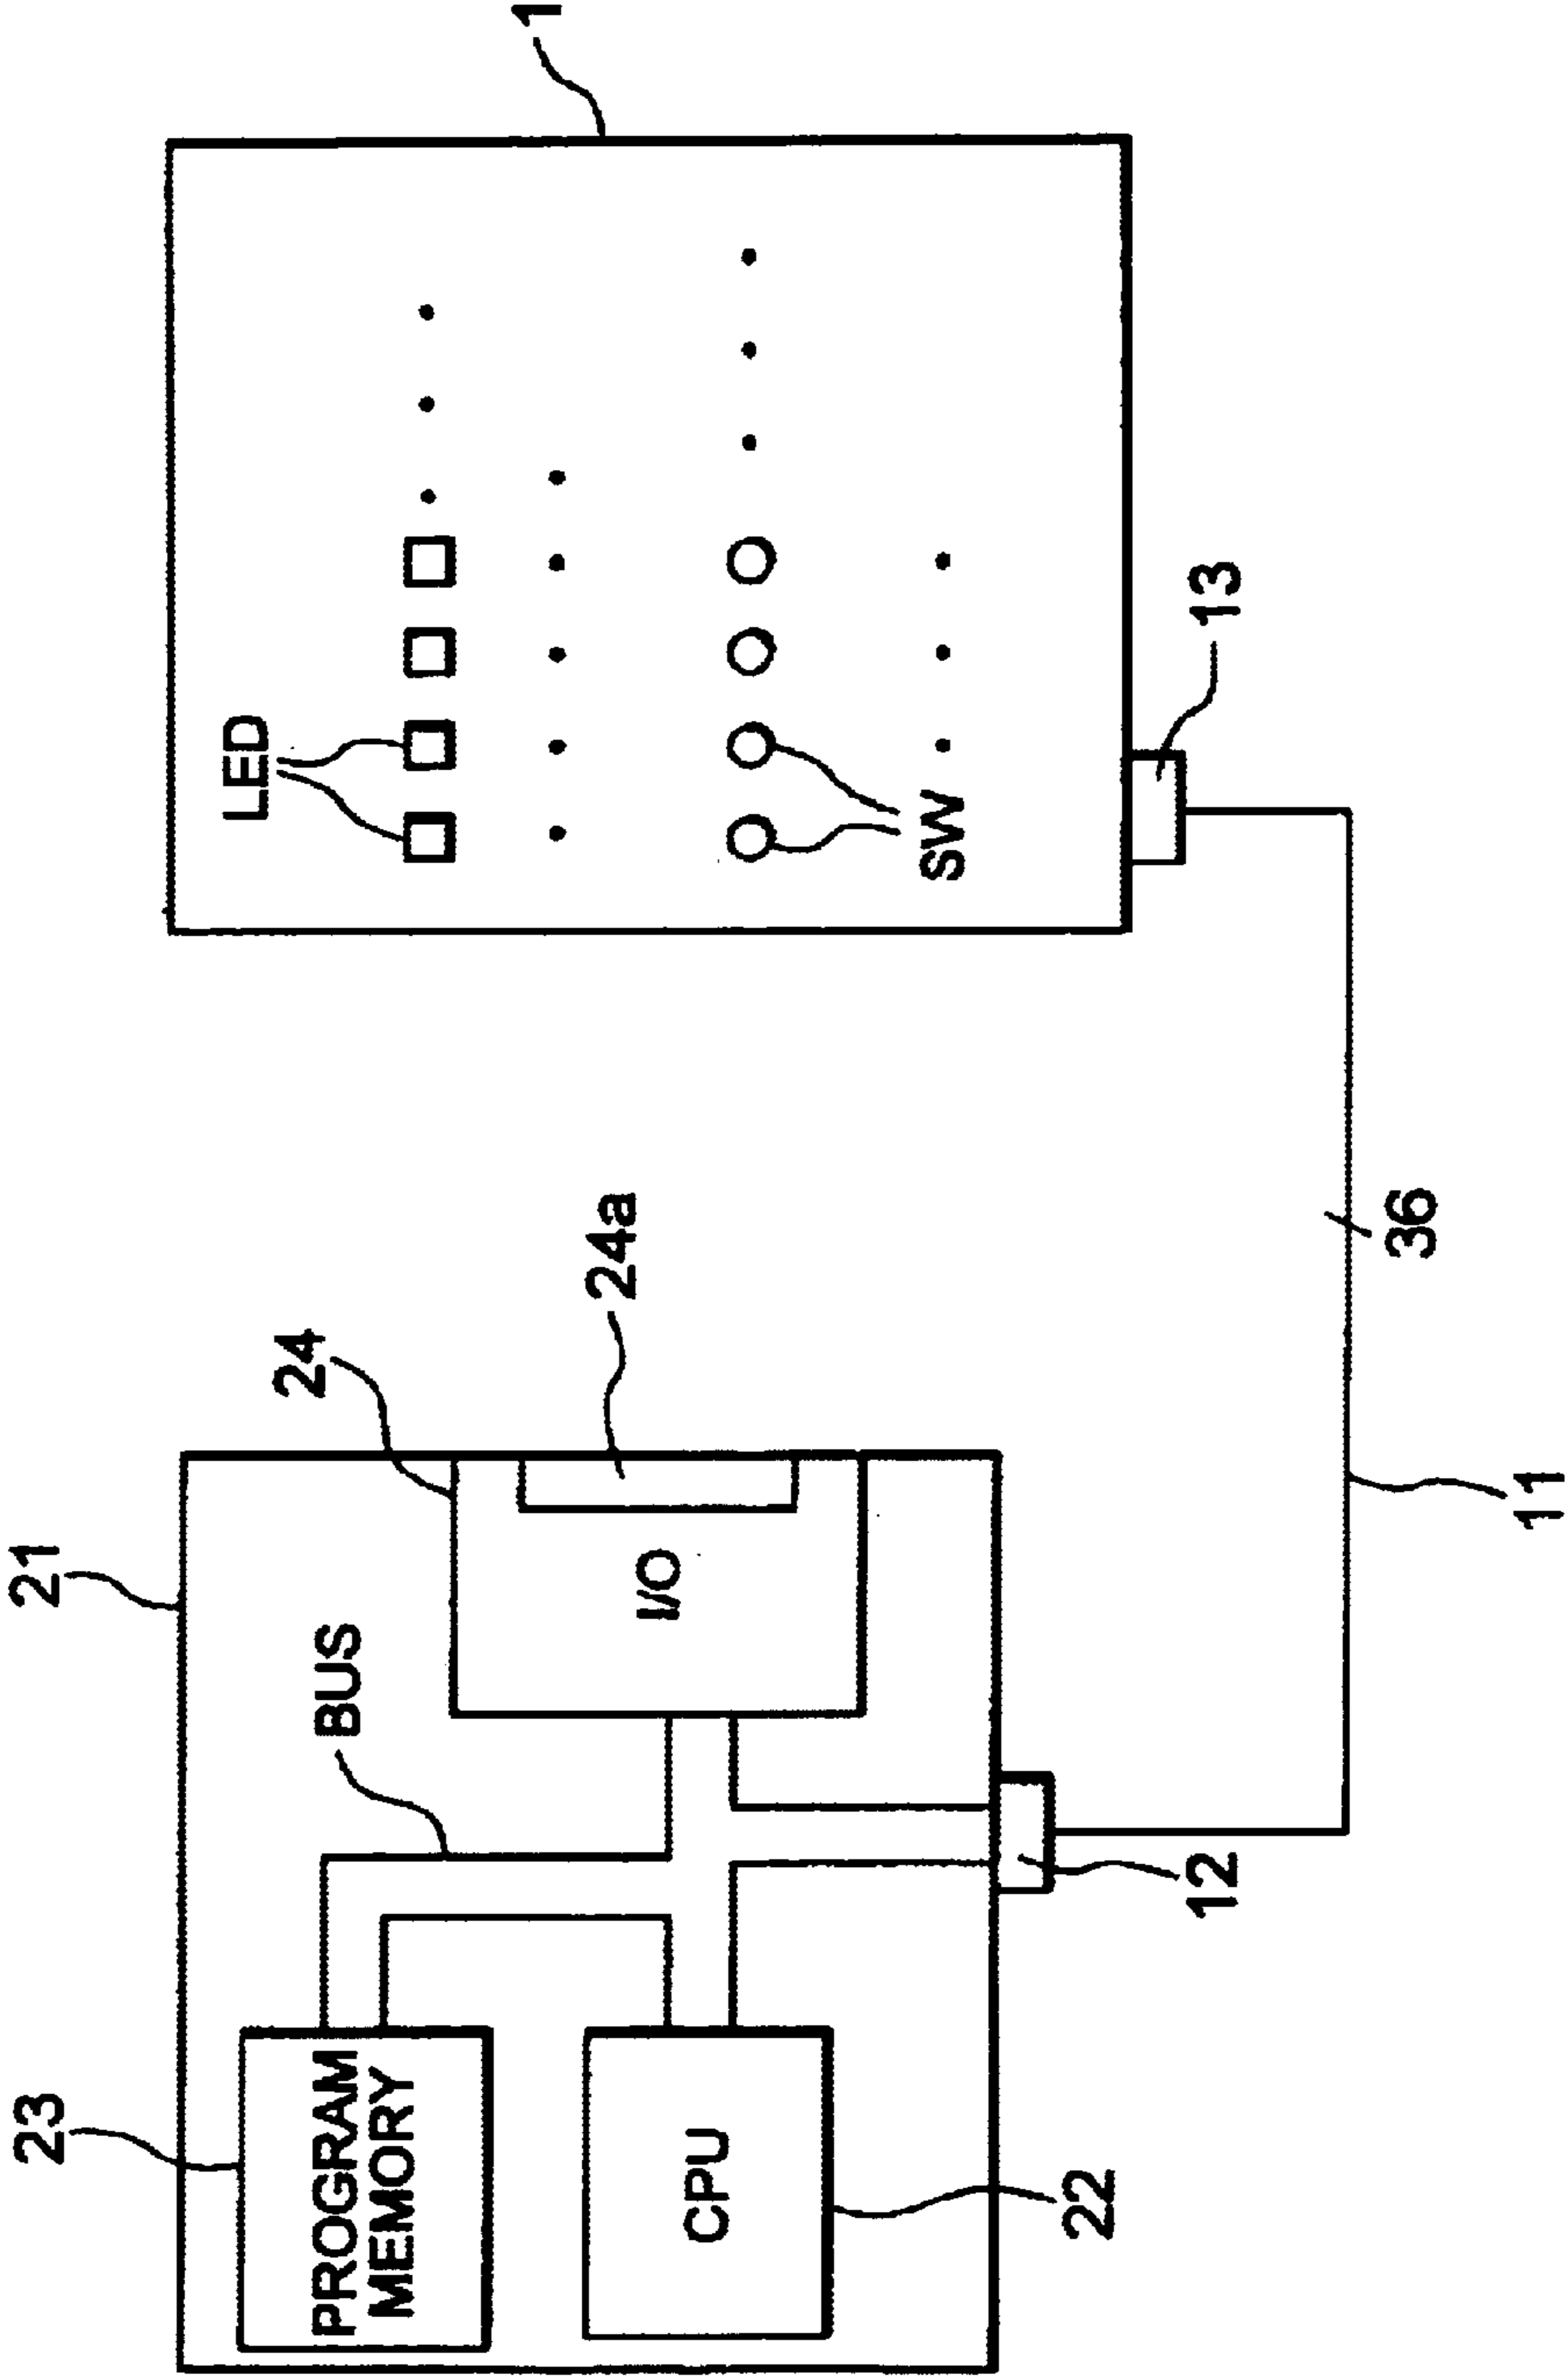 21
23
PROGRAM
MEMORY
CPU
22
BUS
24
I/O
24a
12
11
36
13
1
LED
SW